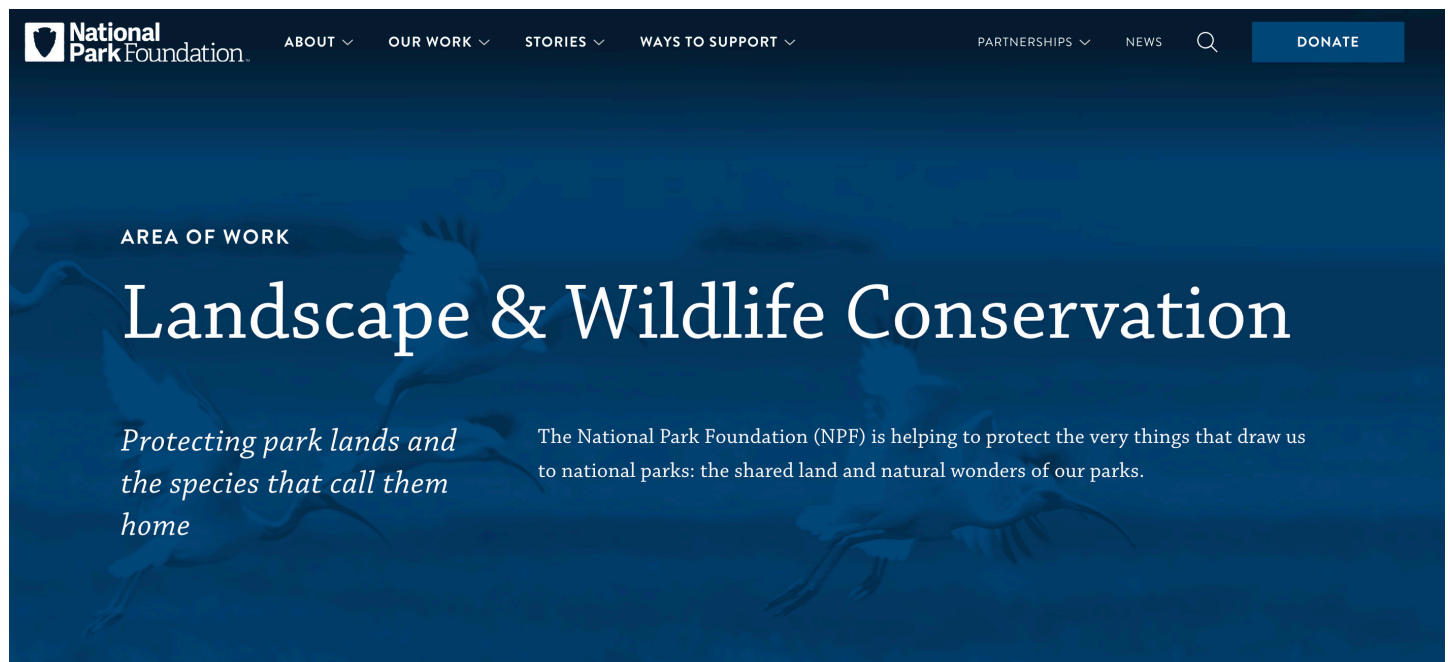 National
Park Foundation™
ABOUT
OUR WORK
STORIES
WAYS TO SUPPORT
PARTNERSHIPS
NEWS
DONATE
AREA OF WORK
Landscape & Wildlife Conservation
Protecting park lands and
the species that call them
home
The National Park Foundation (NPF) is helping to protect the very things that draw us
to national parks: the shared land and natural wonders of our parks.